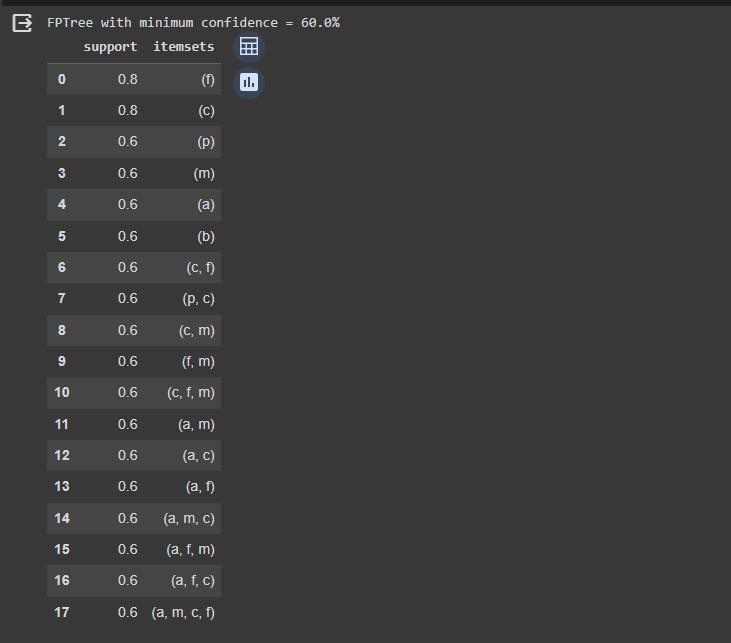 FPTree with minimum confidence = 60.0%
support itemsets
0 0.8 (f)
1 0.8 (c)
2 0.6 (p)
3 0.6 (m)
4 0.6 (a)
5 0.6 (b)
6 0.6 (c, f)
7 0.6 (p, c)
8 0.6 (c, m)
9 0.6 (f, m)
10 0.6 (c, f, m)
11 0.6 (a, m)
12 0.6 (a, c)
13 0.6 (a, f)
14 0.6 (a, m, c)
15 0.6 (a, f, m)
16 0.6 (a, f, c)
17 0.6 (a, m, c, f)